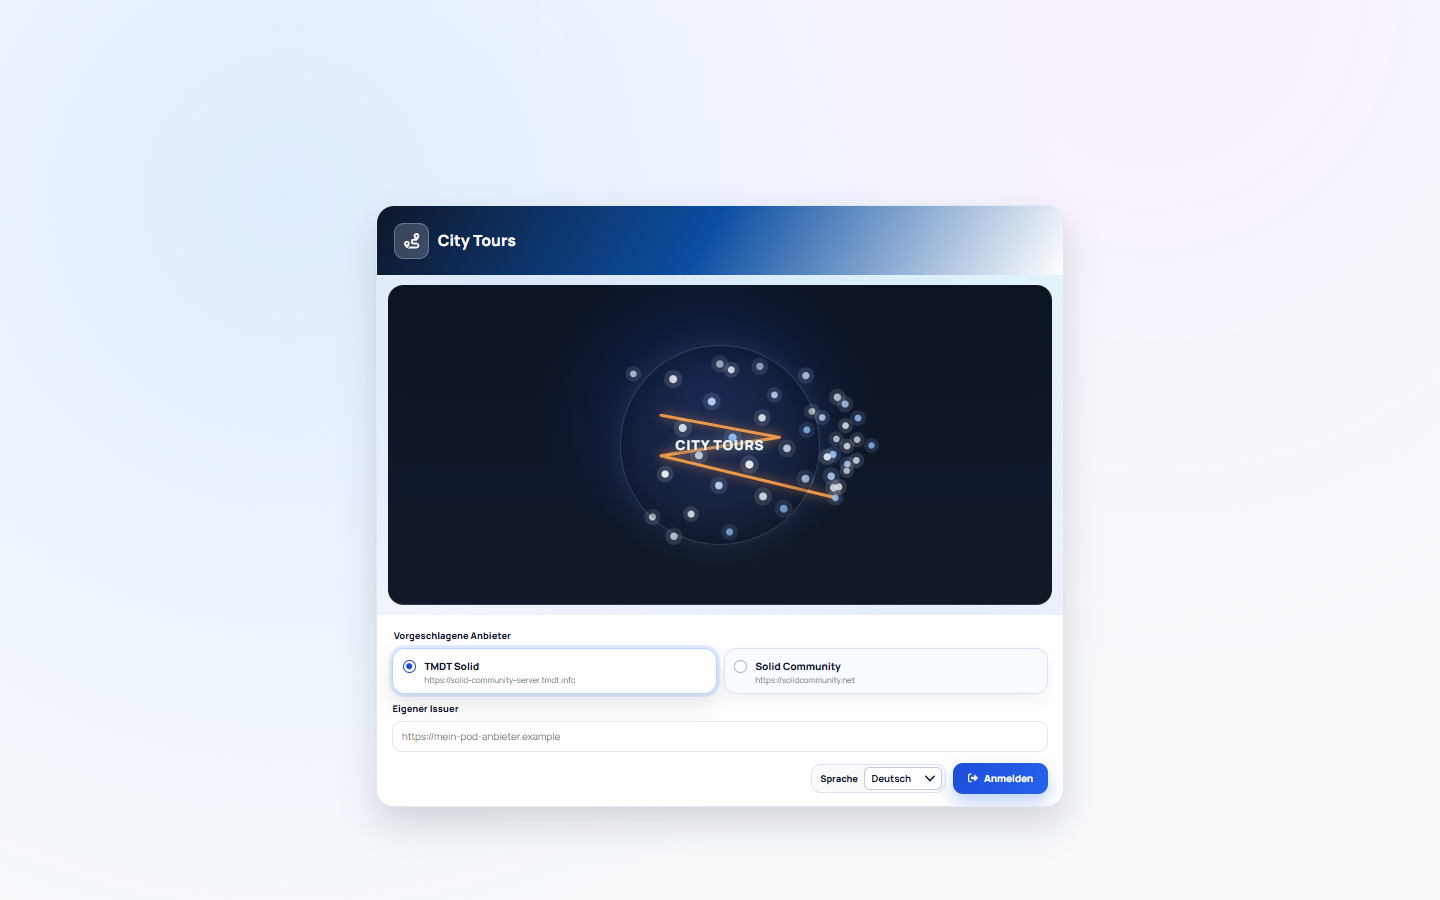 City Tours
CITY TOURS
Vorgeschlagene Anbieter
TMDT Solid
https://solid-community-server.tmdt.info
Solid Community
https://solidcommunity.net
Eigener Issuer
https://mein-pod-anbieter.example
Sprache
Deutsch
Anmelden